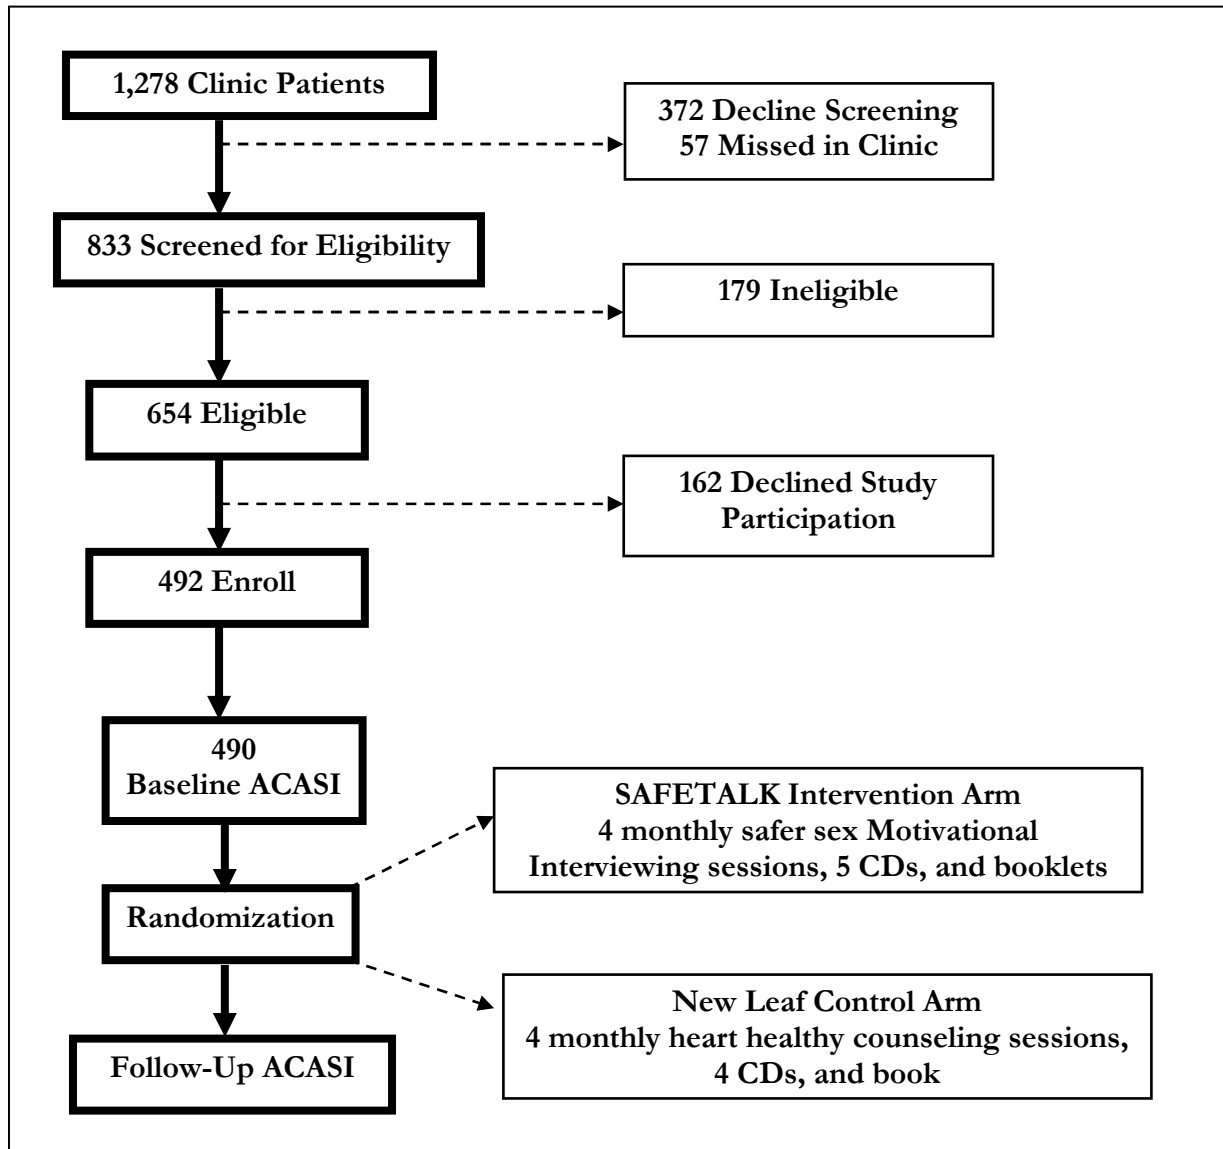 1,278 Clinic Patients
372 Decline Screening
57 Missed in Clinic
833 Screened for Eligibility
179 Ineligible
654 Eligible
162 Declined Study
Participation
492 Enroll
490
Baseline ACASI
SAFETALK Intervention Arm
4 monthly safer sex Motivational
Interviewing sessions, 5 CDs, and booklets
Randomization
New Leaf Control Arm
4 monthly heart healthy counseling sessions,
4 CDs, and book
Follow-Up ACASI